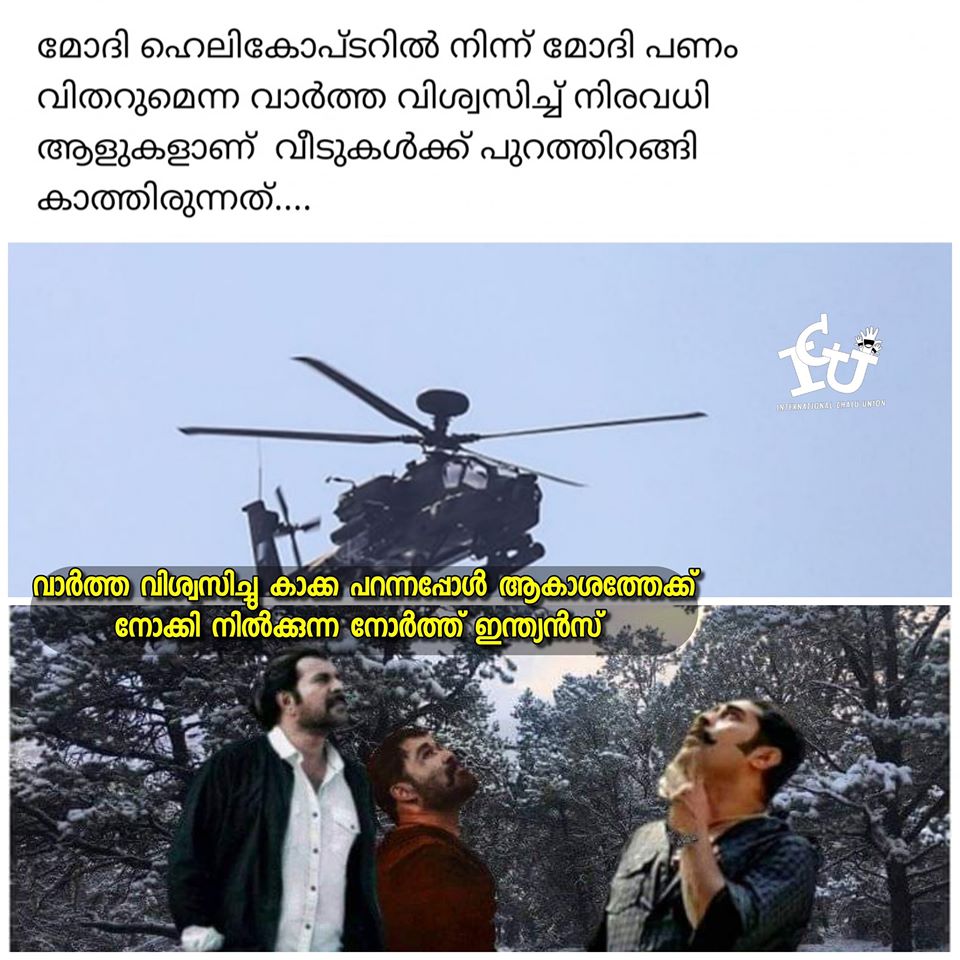 മോദി ഹെലികോപ്ടറിൽ നിന്ന് മോദി പണം
വിതറുമെന്ന വാർത്ത വിശ്വസിച്ച് നിരവധി
ആളുകളാണ് വീടുകൾക്ക് പുറത്തിറങ്ങി
കാത്തിരുന്നത്....
ICU
INTERNATIONAL CHALU UNION
വാർത്ത വിശ്വസിച്ചു കാക്ക പറന്നപ്പോൾ ആകാശത്തേക്ക്
നോക്കി നിൽക്കുന്ന നോർത്ത് ഇന്ത്യൻസ്